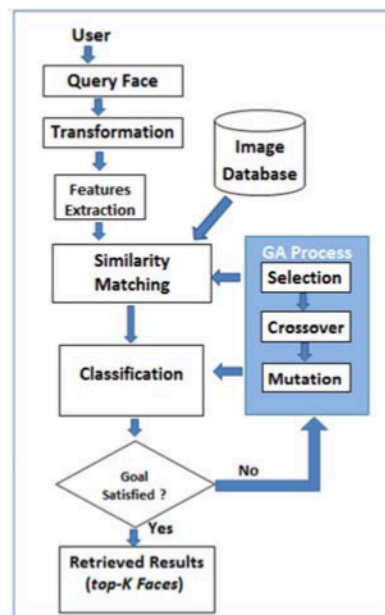 User
Query Face
Transformation
Image
Database
Features
Extraction
Similarity
Matching
GA Process
Selection
Crossover
Mutation
Classification
Goal
Satisfied ?
No
Yes
Retrieved Results
(top-K Faces)